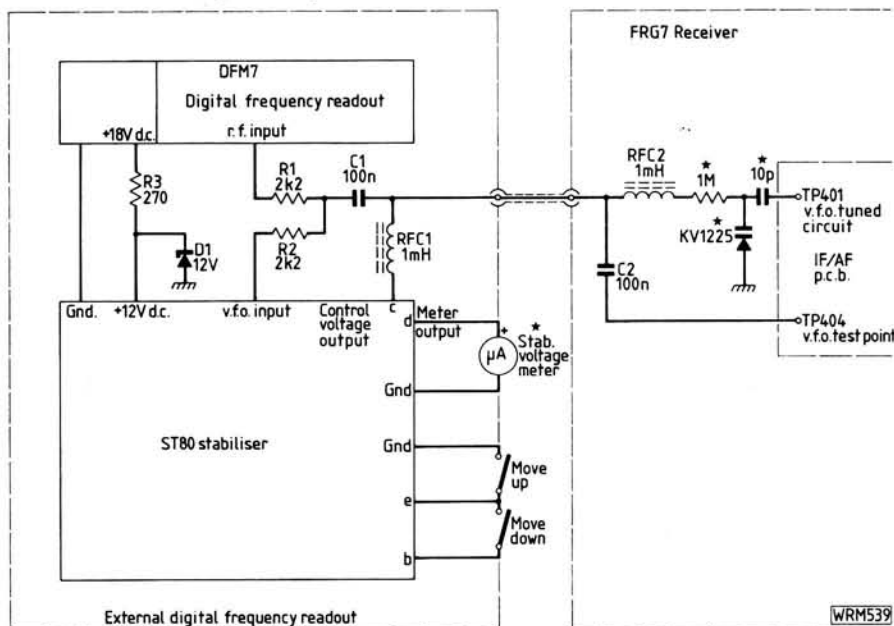 FRG7 Receiver
DFM7
Digital frequency readout
+18V d.c.
r.f. input
R3
270
R1
2k2
C1
100n
R2
2k2
RFC1
1mH
D1
12V
RFC2
1mH
★
1M
★
10p
★
KV1225
C2
100n
TP401
v.f.o. tuned
circuit
IF/AF
p.c.b.
TP404
v.f.o. test point
Gnd.
+12V d.c.
v.f.o. input
Control
voltage
output
c
d
Meter
output
+
★
µA
Stab.
voltage
meter
Gnd
ST80 stabiliser
Gnd
Move
up
e
Move
down
b
External digital frequency readout
WRM539